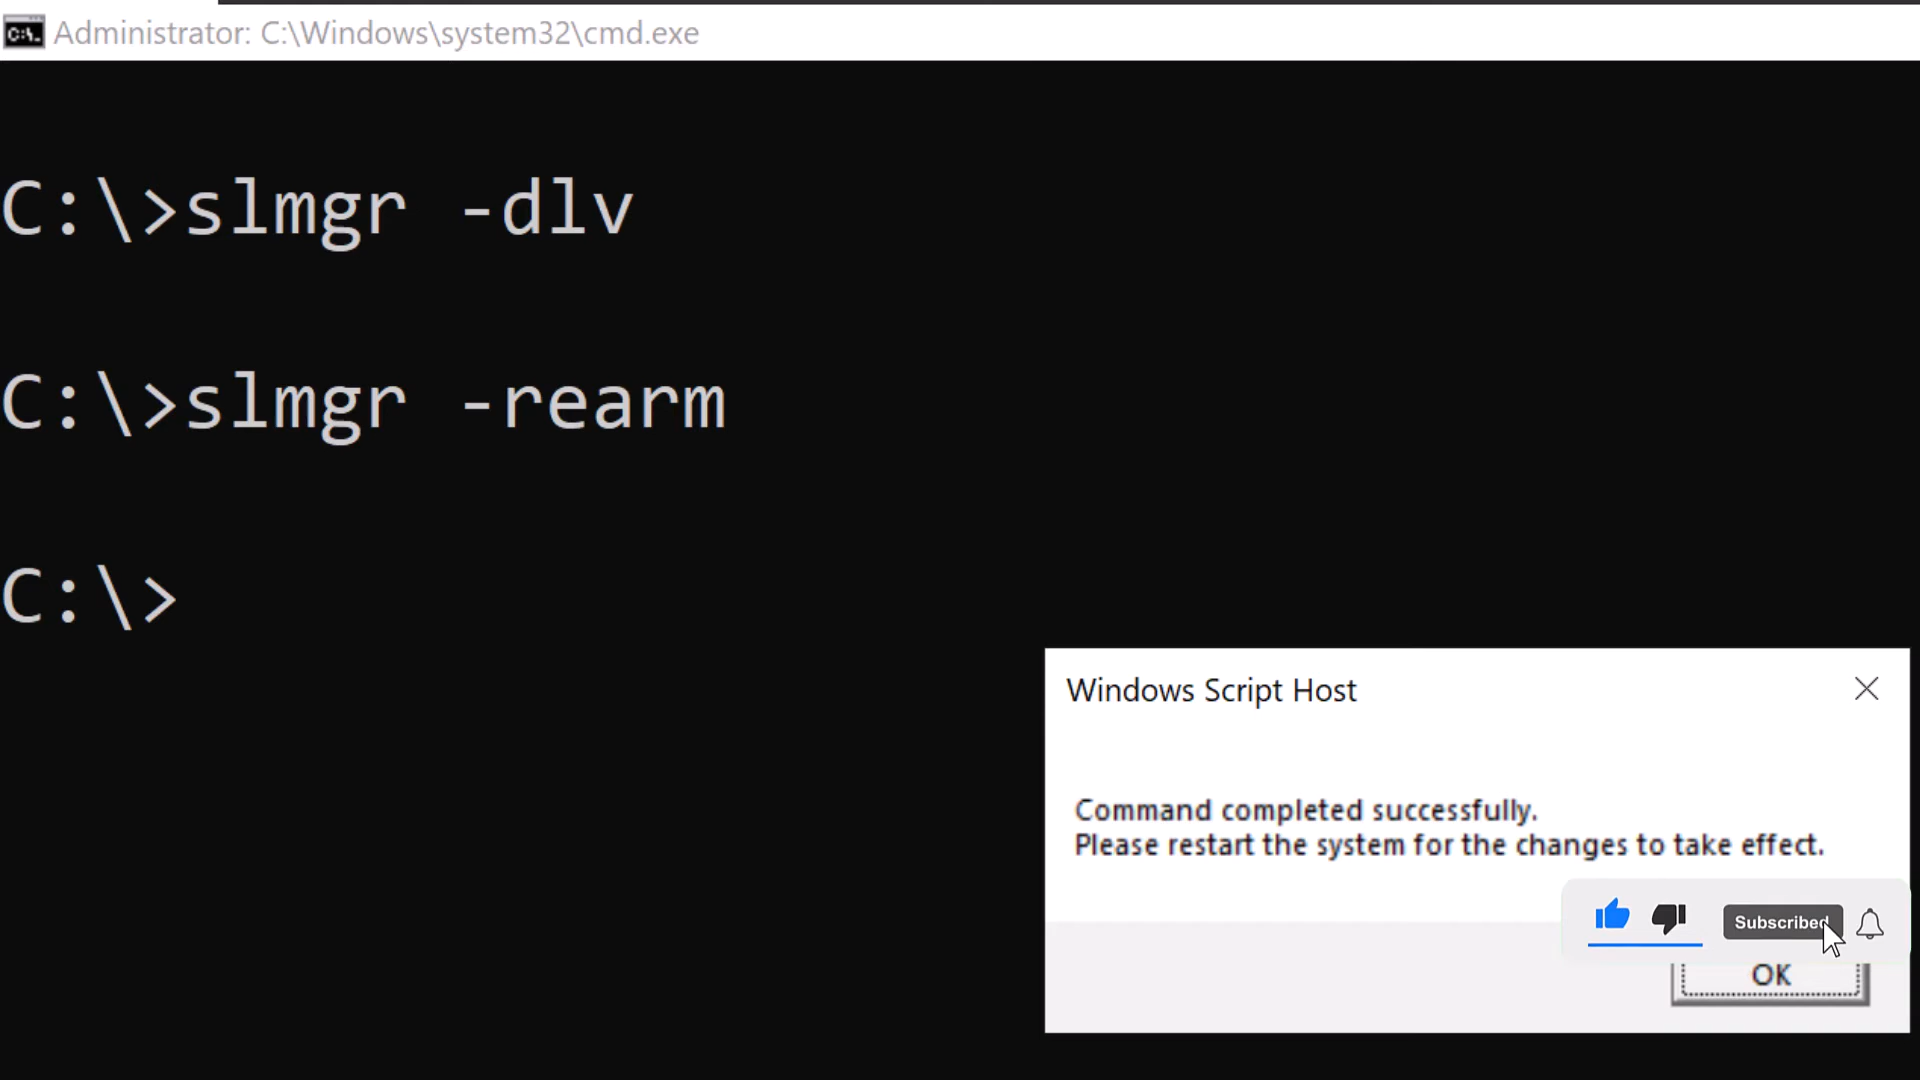 Administrator: C:\Windows\system32\cmd.exe
C:\>slmgr -dlv
C:\>slmgr -rearm
C:\>
Windows Script Host
Command completed successfully.
Please restart the system for the changes to take effect.
Subscribed
OK